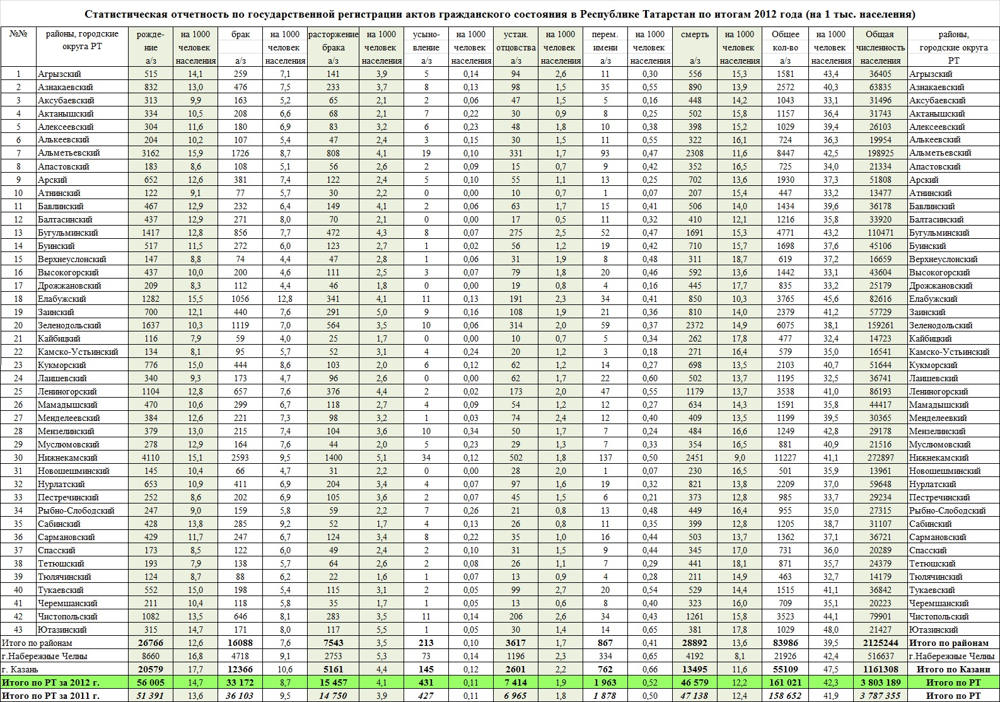 Статистическая отчетность по государственной регистрации актов гражданского состояния в Республике Татарстан по итогам 2012 года (на 1 тыс. населения)
№№ районы, городские рожде- на 1000 брак на 1000 расторжение на 1000 усыно- на 1000 устан. на 1000 перем. на 1000 смерть на 1000 Общее на 1000 Общая районы,
округа РТ ние человек человек брака человек вление человек отцовства человек имени человек человек кол-во человек численность городские округа
а/з населения а/з населения а/з населения а/з населения а/з населения а/з населения а/з населения а/з населения населения РТ
1 Агрызский 515 14,1 259 7,1 141 3,9 5 0,14 94 2,6 11 0,30 556 15,3 1581 43,4 36405 Агрызский
2 Азнакаевский 832 13,0 476 7,5 233 3,7 8 0,13 98 1,5 35 0,55 890 13,9 2572 40,3 63835 Азнакаевский
3 Аксубаевский 313 9,9 163 5,2 65 2,1 2 0,06 47 1,5 5 0,16 448 14,2 1043 33,1 31496 Аксубаевский
4 Актанышский 334 10,5 208 6,6 68 2,1 7 0,22 30 0,9 8 0,25 502 15,8 1157 36,4 31743 Актанышский
5 Алексеевский 304 11,6 180 6,9 83 3,2 6 0,23 48 1,8 10 0,38 398 15,2 1029 39,4 26103 Алексеевский
6 Алькеевский 204 10,2 107 5,4 47 2,4 3 0,15 30 1,5 11 0,55 322 16,1 724 36,3 19954 Алькеевский
7 Альметьевский 3162 15,9 1726 8,7 808 4,1 19 0,10 331 1,7 93 0,47 2308 11,6 8447 42,5 198925 Альметьевский
8 Апастовский 183 8,6 108 5,1 56 2,6 2 0,09 15 0,7 9 0,42 352 16,5 725 34,0 21334 Апастовский
9 Арский 652 12,6 381 7,4 122 2,4 5 0,10 55 1,1 13 0,25 702 13,6 1930 37,3 51808 Арский
10 Атнинский 122 9,1 77 5,7 30 2,2 0 0,00 10 0,7 1 0,07 207 15,4 447 33,2 13477 Атнинский
11 Бавлинский 467 12,9 232 6,4 149 4,1 2 0,06 63 1,7 15 0,41 506 14,0 1434 39,6 36178 Бавлинский
12 Балтасинский 437 12,9 271 8,0 70 2,1 0 0,00 17 0,5 11 0,32 410 12,1 1216 35,8 33920 Балтасинский
13 Бугульминский 1417 12,8 856 7,7 472 4,3 8 0,07 275 2,5 52 0,47 1691 15,3 4771 43,2 110471 Бугульминский
14 Буинский 517 11,5 272 6,0 123 2,7 1 0,02 56 1,2 19 0,42 710 15,7 1698 37,6 45106 Буинский
15 Верхнеуслонский 147 8,8 74 4,4 47 2,8 1 0,06 31 1,9 8 0,48 311 18,7 619 37,2 16659 Верхнеуслонский
16 Высокогорский 437 10,0 200 4,6 111 2,5 3 0,07 79 1,8 20 0,46 592 13,6 1442 33,1 43604 Высокогорский
17 Дрожжановский 209 8,3 112 4,4 46 1,8 0 0,00 19 0,8 4 0,16 445 17,7 835 33,2 25179 Дрожжановский
18 Елабужский 1282 15,5 1056 12,8 341 4,1 11 0,13 191 2,3 34 0,41 850 10,3 3765 45,6 82616 Елабужский
19 Заинский 700 12,1 440 7,6 291 5,0 9 0,16 108 1,9 21 0,36 810 14,0 2379 41,2 57729 Заинский
20 Зеленодольский 1637 10,3 1119 7,0 564 3,5 10 0,06 314 2,0 59 0,37 2372 14,9 6075 38,1 159261 Зеленодольский
21 Кайбицкий 116 7,9 59 4,0 25 1,7 0 0,00 10 0,7 5 0,34 262 17,8 477 32,4 14723 Кайбицкий
22 Камско-Устьинский 134 8,1 95 5,7 52 3,1 4 0,24 20 1,2 3 0,18 271 16,4 579 35,0 16541 Камско-Устьинский
23 Кукморский 776 15,0 444 8,6 103 2,0 6 0,12 62 1,2 14 0,27 698 13,5 2103 40,7 51644 Кукморский
24 Лаишевский 340 9,3 173 4,7 96 2,6 0 0,00 62 1,7 22 0,60 502 13,7 1195 32,5 36741 Лаишевский
25 Лениногорский 1104 12,8 657 7,6 376 4,4 2 0,02 173 2,0 47 0,55 1179 13,7 3538 41,0 86193 Лениногорский
26 Мамадышский 470 10,6 299 6,7 118 2,7 4 0,09 54 1,2 12 0,27 634 14,3 1591 35,8 44417 Мамадышский
27 Менделеевский 384 12,6 221 7,3 98 3,2 1 0,03 74 2,4 12 0,40 409 13,5 1199 39,5 30365 Менделеевкий
28 Мензелинский 379 13,0 215 7,4 104 3,6 10 0,34 50 1,7 7 0,24 484 16,6 1249 42,8 29178 Мензелинский
29 Муслюмовский 278 12,9 164 7,6 44 2,0 5 0,23 29 1,3 7 0,33 354 16,5 881 40,9 21516 Муслюмовский
30 Нижнекамский 4110 15,1 2593 9,5 1400 5,1 34 0,12 502 1,8 137 0,50 2451 9,0 11227 41,1 272897 Нижнекамский
31 Новошешминский 145 10,4 66 4,7 31 2,2 0 0,00 28 2,0 1 0,07 230 16,5 501 35,9 13961 Новошешминский
32 Нурлатский 653 10,9 411 6,9 204 3,4 4 0,07 97 1,6 19 0,32 821 13,8 2209 37,0 59648 Нурлатский
33 Пестречинский 252 8,6 202 6,9 105 3,6 2 0,07 45 1,5 6 0,21 373 12,8 985 33,7 29234 Пестречинский
34 Рыбно-Слободский 247 9,0 159 5,8 59 2,2 7 0,26 21 0,8 13 0,48 449 16,4 955 35,0 27315 Рыбно-Слободский
35 Сабинский 428 13,8 285 9,2 52 1,7 4 0,13 26 0,8 11 0,35 399 12,8 1205 38,7 31107 Сабинский
36 Сармановский 429 11,7 247 6,7 124 3,4 8 0,22 35 1,0 16 0,44 503 13,7 1362 37,1 36721 Сармановский
37 Спасский 173 8,5 122 6,0 49 2,4 2 0,10 31 1,5 9 0,44 345 17,0 731 36,0 20289 Спасский
38 Тетюшский 193 7,9 138 5,7 64 2,6 2 0,08 26 1,1 7 0,29 441 18,1 871 35,7 24379 Тетюшский
39 Тюлячинский 124 8,7 88 6,2 22 1,6 1 0,07 13 0,9 4 0,28 211 14,9 463 32,7 14179 Тюлячинский
40 Тукаевский 552 15,0 198 5,4 115 3,1 2 0,05 99 2,7 20 0,54 529 14,4 1515 41,1 36842 Тукаевский
41 Черемшанский 211 10,4 118 5,8 35 1,7 1 0,05 13 0,6 8 0,40 323 16,0 709 35,1 20223 Черемшанский
42 Чистопольский 1082 13,5 646 8,1 283 3,5 11 0,14 206 2,6 34 0,43 1261 15,8 3523 44,1 79901 Чистопольский
43 Ютазинский 315 14,7 171 8,0 117 5,5 1 0,05 30 1,4 14 0,65 381 17,8 1029 48,0 21427 Ютазинский
Итого по районам 26766 12,6 16088 7,6 7543 3,5 213 0,10 3617 1,7 867 0,41 28892 13,6 83986 39,5 2125244 Итого по районам
г.Набережные Челны 8660 16,8 4718 9,1 2753 5,3 73 0,14 1196 2,3 334 0,65 4192 8,1 21926 42,4 516637 г.Набережные Челны
г. Казань 20579 17,7 12366 10,6 5161 4,4 145 0,12 2601 2,2 762 0,66 13495 11,6 55109 47,5 1161308 Итого по Казани
Итого по РТ за 2012 г. 56 005 14,7 33 172 8,7 15 457 4,1 431 0,11 7 414 1,9 1 963 0,52 46 579 12,2 161 021 42,3 3 803 189 Итого по РТ
Итого по РТ за 2011 г. 51 391 13,6 36 103 9,5 14 750 3,9 427 0,11 6 965 1,8 1 878 0,50 47 138 12,4 158 652 41,9 3 787 355 Итого по РТ